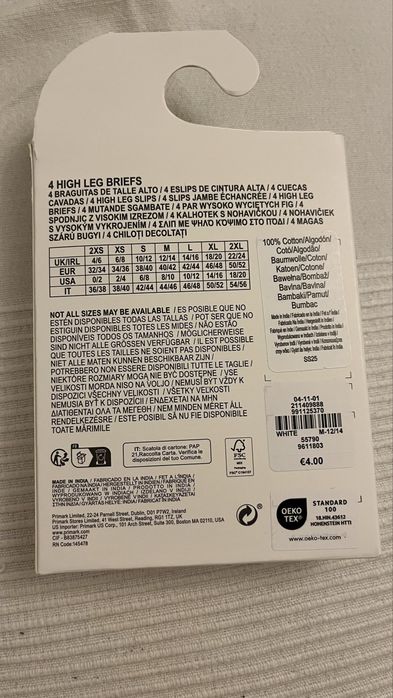 4 HIGH LEG BRIEFS
4 BRAGUITAS DE TALLE ALTO / 4 ESLIPS DE CINTURA ALTA / 4 CUECAS
CAVADAS / 4 HIGH LEG SLIPS / 4 SLIPS JAMBE ÉCHANCRÉE / 4 HIGH LEG
BRIEFS / 4 MUTANDE SGAMBATE / 4 PAR WYSOKO WYCIĘTYCH FIG / 4
SPODNJIC Z VISOKIM IZREZOM / 4 KALHOTEK S NOHAVIČKOU / 4 NOHAVIČIEK
S VYSOKÝM VYKROJENÍM / 4 ΣΛΙΠ ΜΕ ΨΗΛΟ ΚΟΨΙΜΟ ΣΤΟ ΠΟΔΙ / 4 MAGAS
SZÁRÚ BUGYI / 4 CHILOȚI DECOLTAȚI
2XS XS S M L XL 2XL
UK/IRL 4/6 6/8 10/12 12/14 14/16 18/20 22/24
EUR 32/34 34/36 38/40 40/42 42/44 46/48 50/52
USA 0/2 2/4 6/8 8/10 10/12 14/16 18/20
IT 36/38 38/40 42/44 44/46 46/48 50/52 54/56
NOT ALL SIZES MAY BE AVAILABLE / ES POSIBLE QUE NO
ESTÉN DISPONIBLES TODAS LAS TALLAS / POT SER QUE NO
ESTIGUIN DISPONIBLES TOTES LES MIDES / NÃO ESTÃO
DISPONÍVEIS TODOS OS TAMANHOS / MÖGLICHERWEISE
SIND NICHT ALLE GRÖSSEN VERFÜGBAR / IL EST POSSIBLE
QUE TOUTES LES TAILLES NE SOIENT PAS DISPONIBLES /
NIET ALLE MATEN KUNNEN BESCHIKBAAR ZIJN /
POTREBBERO NON ESSERE DISPONIBILI TUTTE LE TAGLIE /
NIEKTÓRE ROZMIARY MOGĄ NIE BYĆ DOSTĘPNE / VSE
VELIKOSTI MORDA NISO NA VOLJO / NEMUSÍ BÝT VŽDY K
DISPOZICI VŠECHNY VELIKOSTI / VŠETKY VEĽKOSTI
NEMUSIA BYŤ K DISPOZÍCII / ΕΝΔΕΧΕΤΑΙ ΝΑ ΜΗΝ
ΔΙΑΤΙΘΕΝΤΑΙ ΟΛΑ ΤΑ ΜΕΓΕΘΗ / NEM MINDEN MÉRET ÁLL
RENDELKEZÉSRE / ESTE POSIBIL SĂ NU FIE DISPONIBILE
TOATE MĂRIMILE
IT: Scatola di cartone: PAP
21,Raccolta Carta. Verifica le
disposizioni del tuo Comune.
FSC
MIX
MADE IN INDIA / FABRICADO EN LA INDIA / FET A L'ÍNDIA /
Primark Limited, 22-24 Parnell Street, Dublin, D01 P7W2, Ireland
Primark Stores Limited, 41 West Street, Reading, RG1 1TZ, UK
US Importer: Primark US Corp, 101 Arch Street, Suite 300, Boston MA 02110, USA
www.primark.com
CIF - B83875427
RN Code:145478
100% Cotton/Algodón/
Cotó/Algodão/
Baumwolle/Coton/
Katoen/Cotone/
Bawełna/Bombaž/
Bavlna/Bavlna/
Bambaki/Pamut/
Bumbac
SS25
04-11-01
211409888
991125370
WHITE M-12/14
55790
9611803
€4.00
OEKO
TEX®
STANDARD
100
18.HIN.43612
HOHENSTEIN HTTI
www.oeko-tex.com